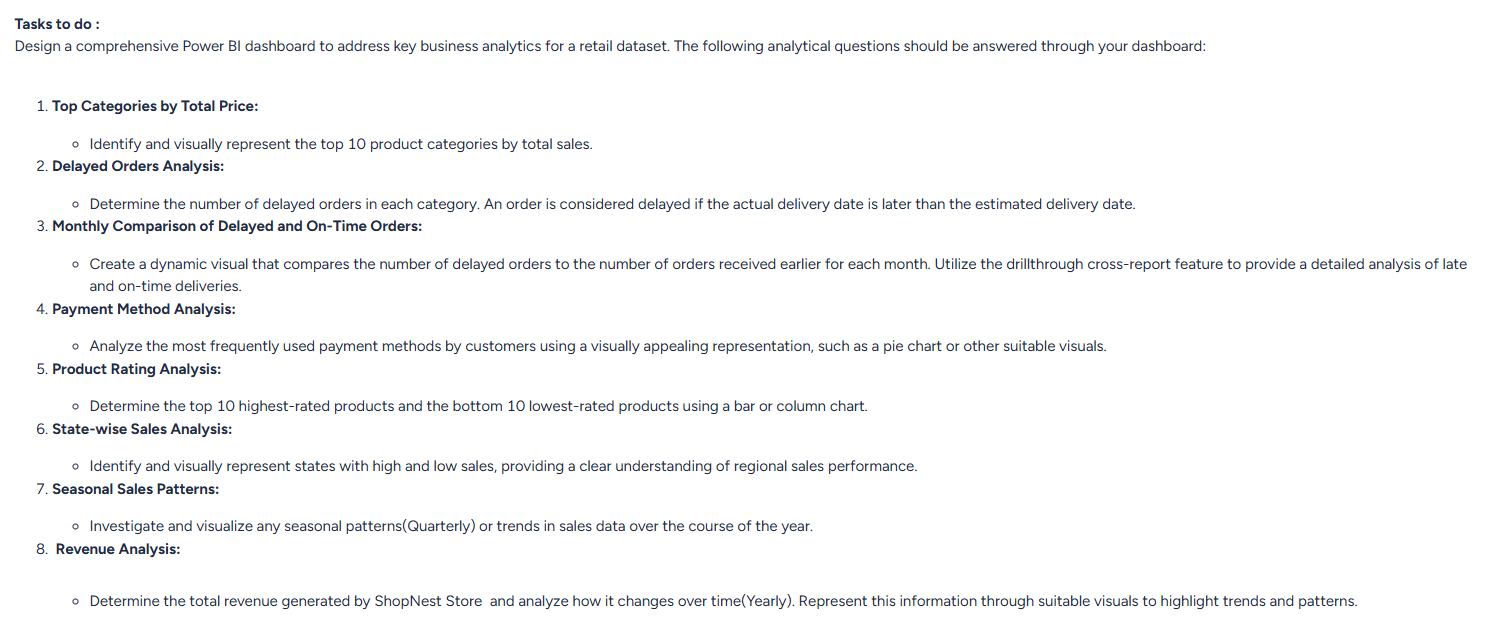 Tasks to do :
Design a comprehensive Power BI dashboard to address key business analytics for a retail dataset. The following analytical questions should be answered through your dashboard:
1. Top Categories by Total Price:
Identify and visually represent the top 10 product categories by total sales.
2. Delayed Orders Analysis:
Determine the number of delayed orders in each category. An order is considered delayed if the actual delivery date is later than the estimated delivery date.
3. Monthly Comparison of Delayed and On-Time Orders:
Create a dynamic visual that compares the number of delayed orders to the number of orders received earlier for each month. Utilize the drillthrough cross-report feature to provide a detailed analysis of late
and on-time deliveries.
4. Payment Method Analysis:
Analyze the most frequently used payment methods by customers using a visually appealing representation, such as a pie chart or other suitable visuals.
5. Product Rating Analysis:
Determine the top 10 highest-rated products and the bottom 10 lowest-rated products using a bar or column chart.
6. State-wise Sales Analysis:
Identify and visually represent states with high and low sales, providing a clear understanding of regional sales performance.
7. Seasonal Sales Patterns:
Investigate and visualize any seasonal patterns(Quarterly) or trends in sales data over the course of the year.
8. Revenue Analysis:
Determine the total revenue generated by ShopNest Store and analyze how it changes over time(Yearly). Represent this information through suitable visuals to highlight trends and patterns.